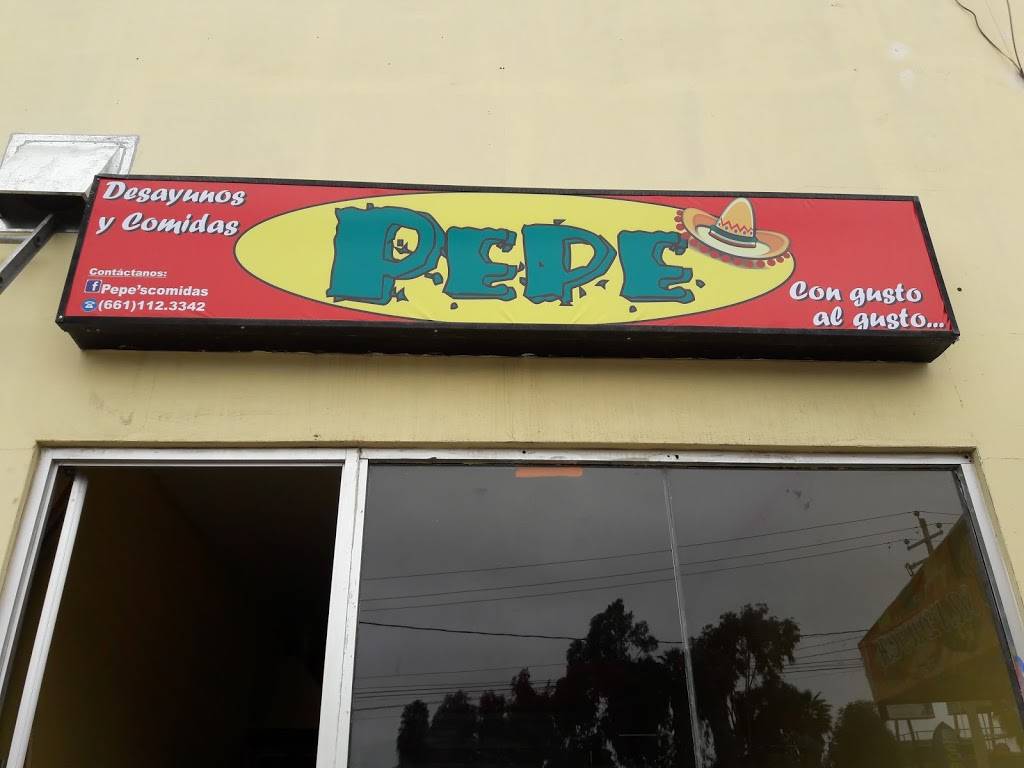 Desayunos
y Comidas
PEPE
Contáctanos:
Pepe'scomidas
(661)112.3342
Con gusto
al gusto...